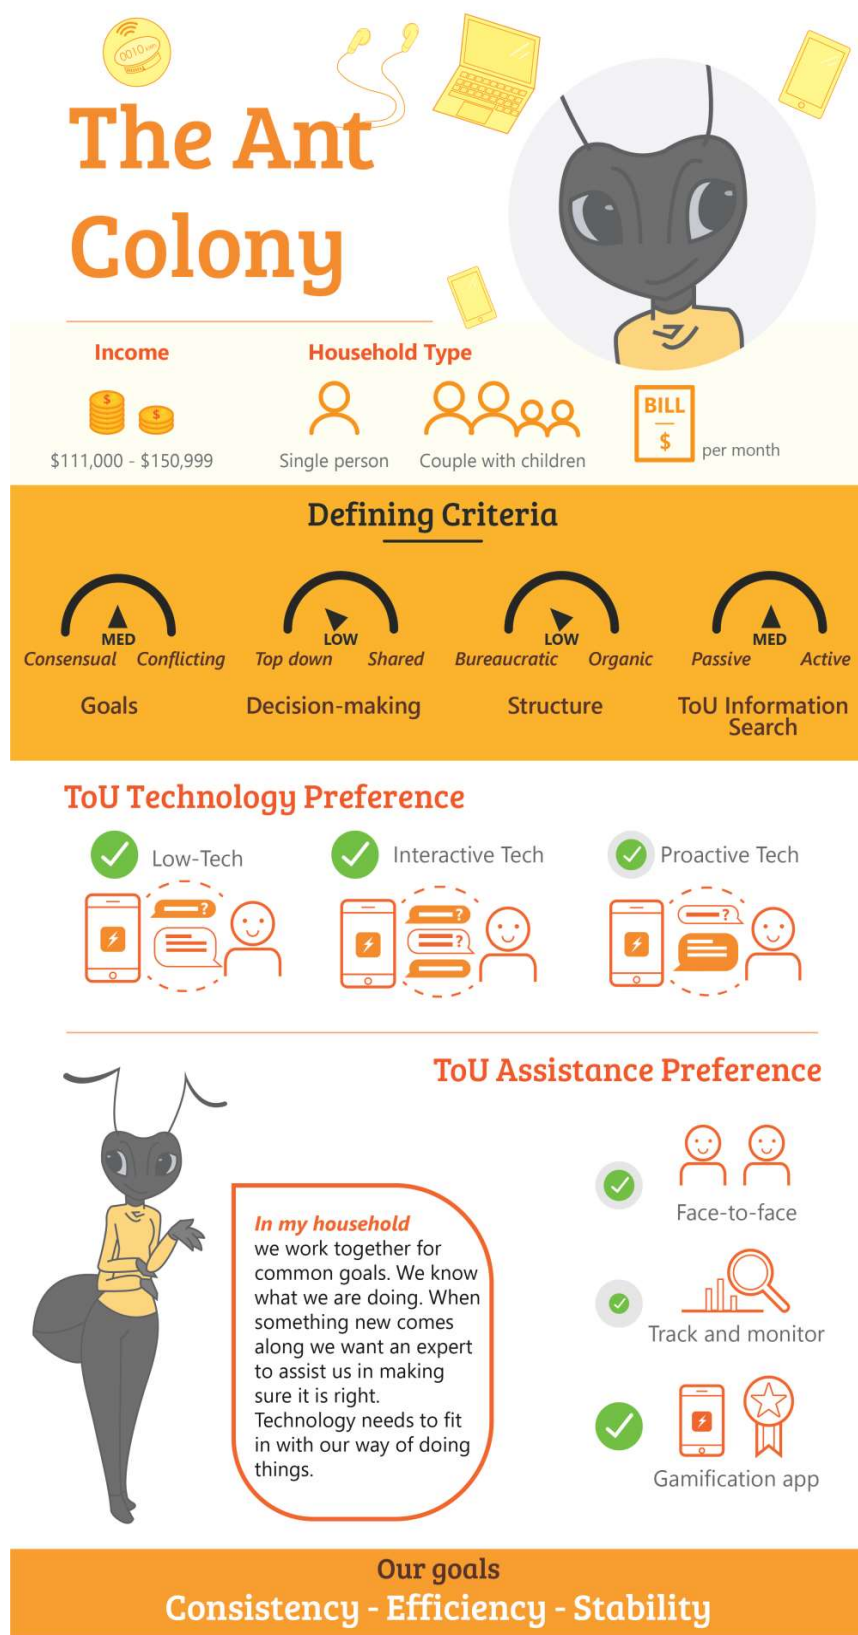 0010 kWh
The Ant
Colony
Income
Household Type
$
$
BILL
$
$111,000 - $150,999
Single person
Couple with children
per month
Defining Criteria
MED
Consensual
Conflicting
Goals
LOW
Top down
Shared
Decision-making
LOW
Bureaucratic
Organic
Structure
MED
Passive
Active
ToU Information
Search
ToU Technology Preference
Low-Tech
Interactive Tech
Proactive Tech
?
?
?
?
ToU Assistance Preference
Face-to-face
Track and monitor
Gamification app
In my household
we work together for
common goals. We know
what we are doing. When
something new comes
along we want an expert
to assist us in making
sure it is right.
Technology needs to fit
in with our way of doing
things.
Our goals
Consistency - Efficiency - Stability